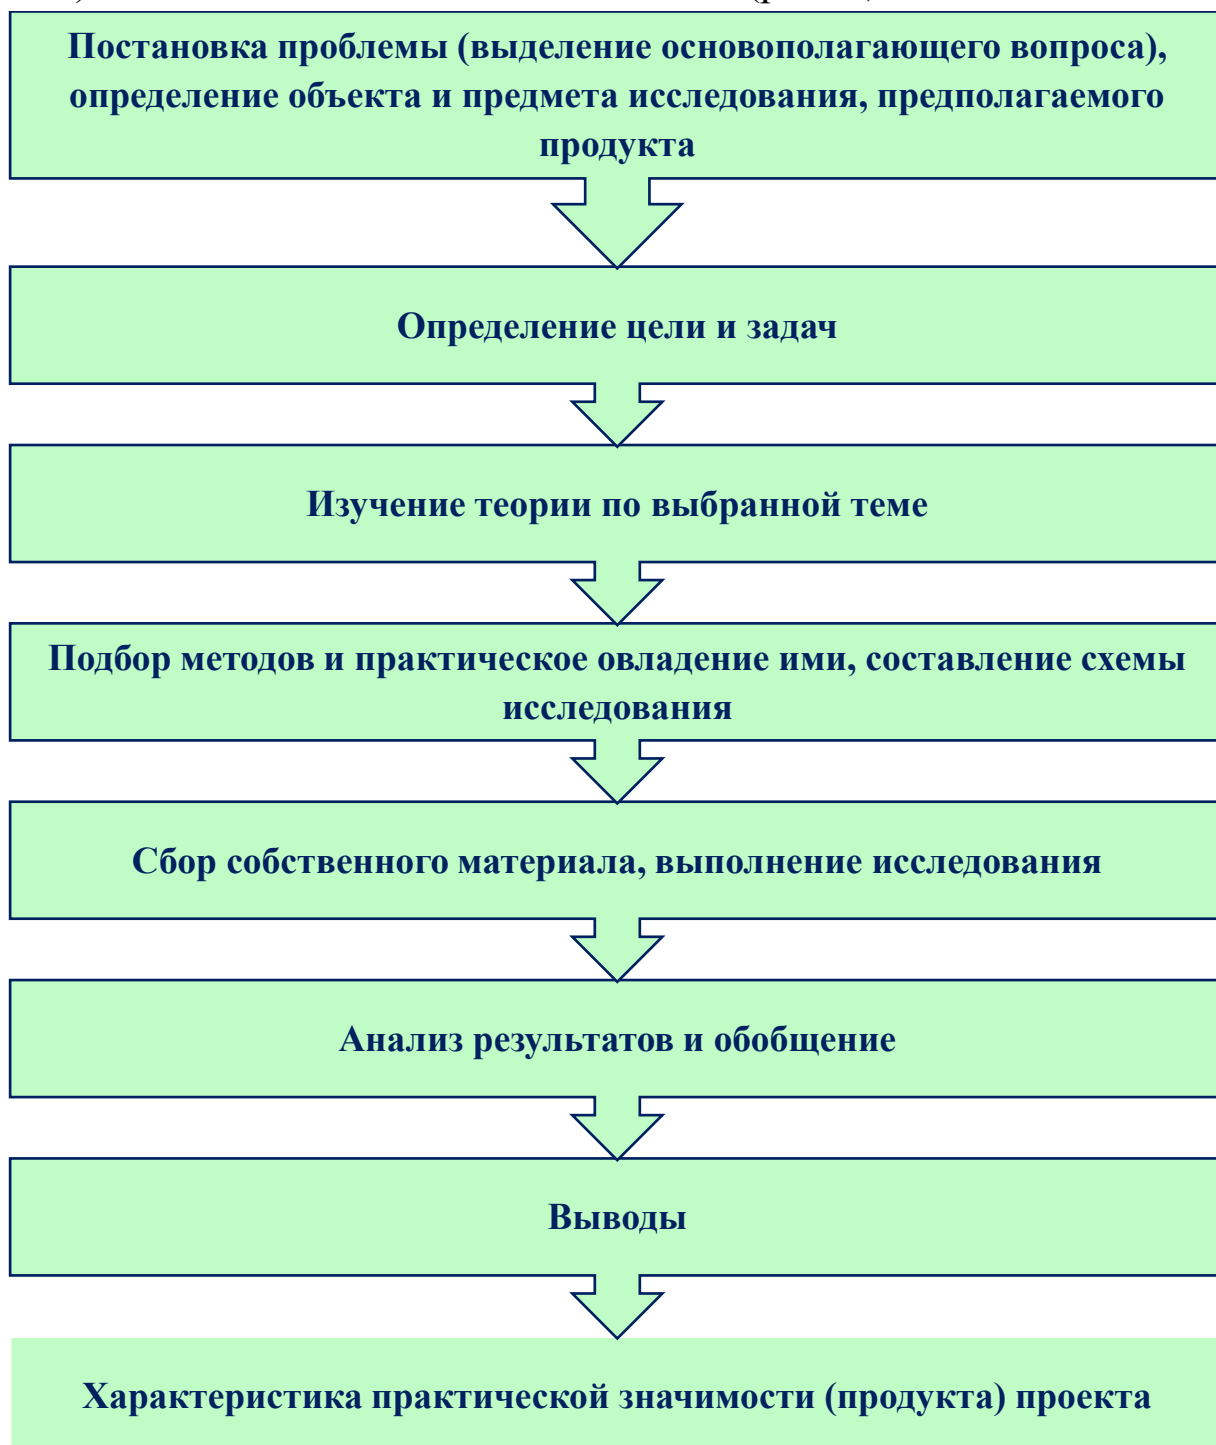 Постановка проблемы (выделение основополагающего вопроса),
определение объекта и предмета исследования, предполагаемого
продукта
Определение цели и задач
Изучение теории по выбранной теме
Подбор методов и практическое овладение ими, составление схемы
исследования
Сбор собственного материала, выполнение исследования
Анализ результатов и обобщение
Выводы
Характеристика практической значимости (продукта) проекта